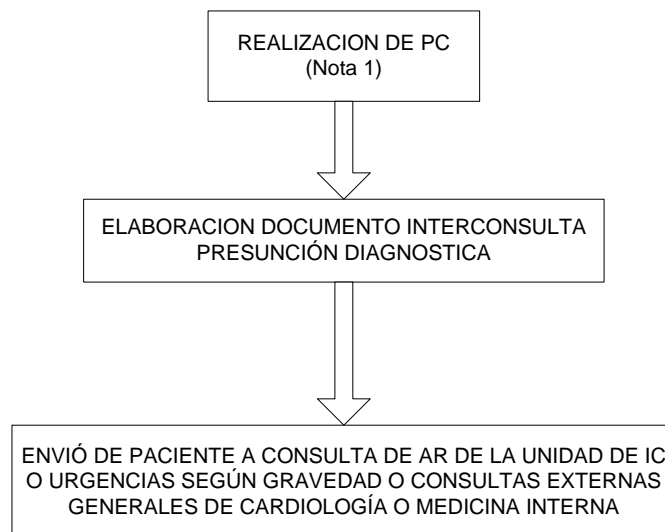 REALIZACION DE PC
(Nota 1)
ELABORACION DOCUMENTO INTERCONSULTA
PRESUNCIÓN DIAGNOSTICA
ENVIÓ DE PACIENTE A CONSULTA DE AR DE LA UNIDAD DE IC
O URGENCIAS SEGÚN GRAVEDAD O CONSULTAS EXTERNAS
GENERALES DE CARDIOLOGÍA O MEDICINA INTERNA